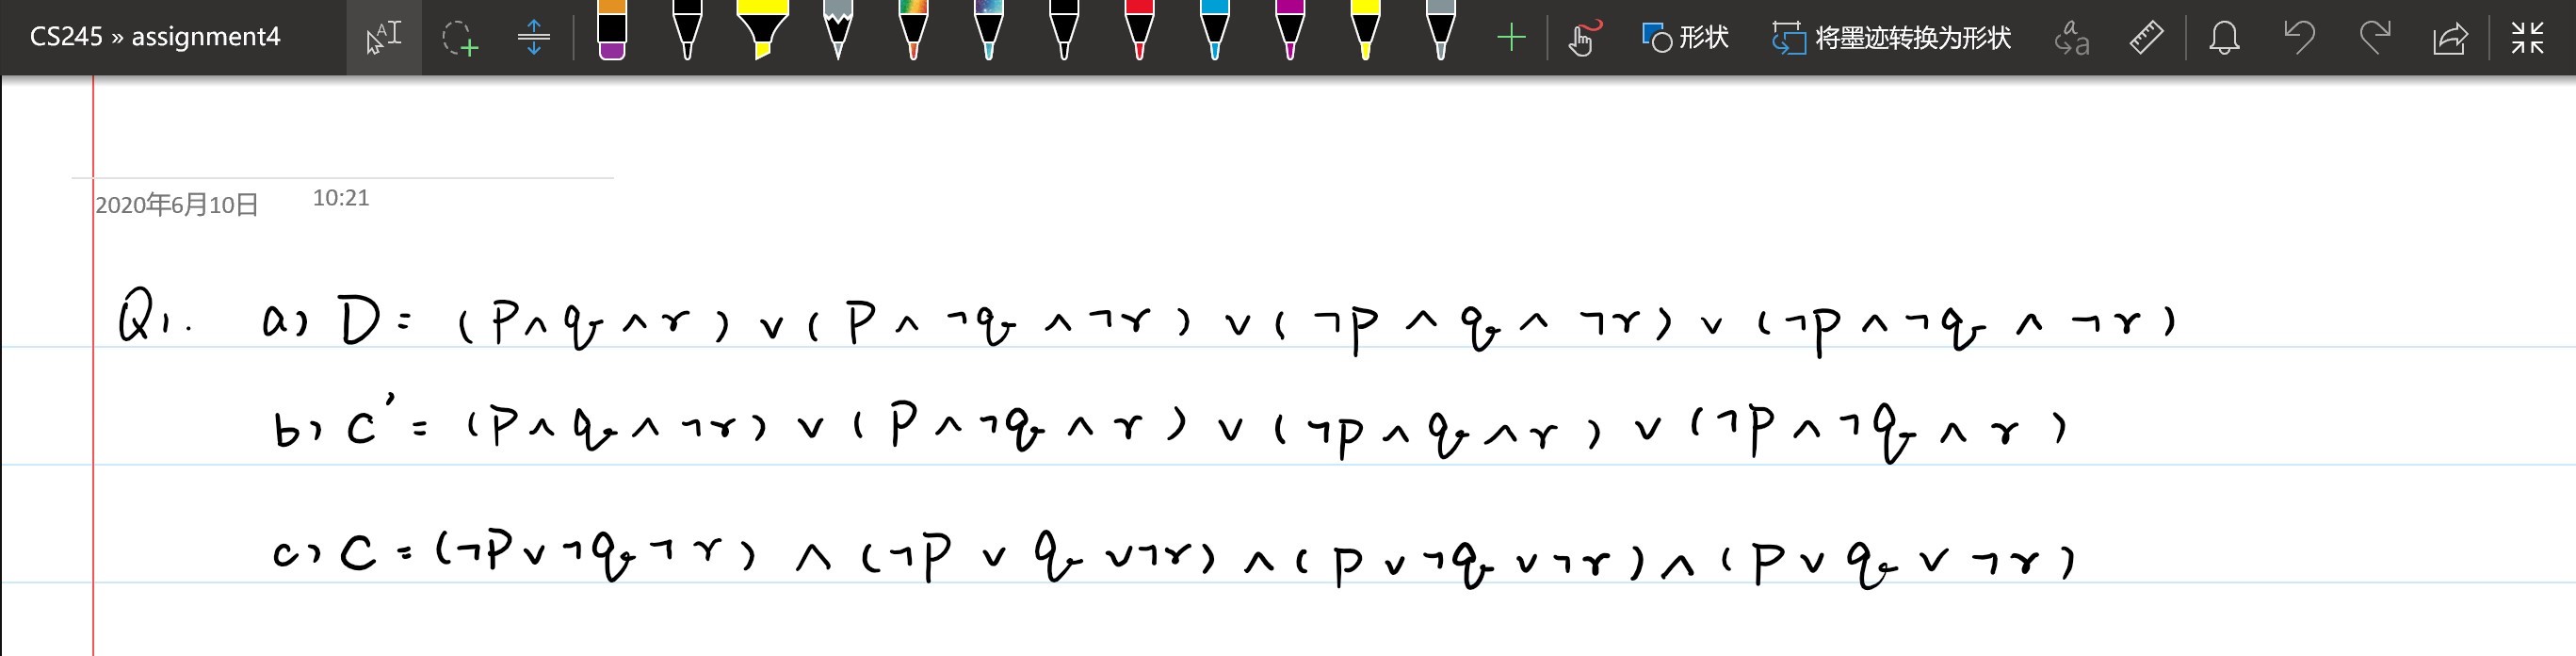 CS245 » assignment4 形状 将墨迹转换为形状
2020年6月10日 10:21
Q1. a) D = (P∧q∧r) ∨ (P∧¬q∧¬r) ∨ (¬p∧q∧¬r) ∨ (¬p∧¬q∧¬r)
b) C' = (P∧q∧¬r) ∨ (P∧¬q∧r) ∨ (¬p∧q∧r) ∨ (¬P∧¬q∧r)
c) C = (¬P∨¬q¬r) ∧ (¬P∨q∨¬r) ∧ (P∨¬q∨¬r) ∧ (P∨q∨¬r)